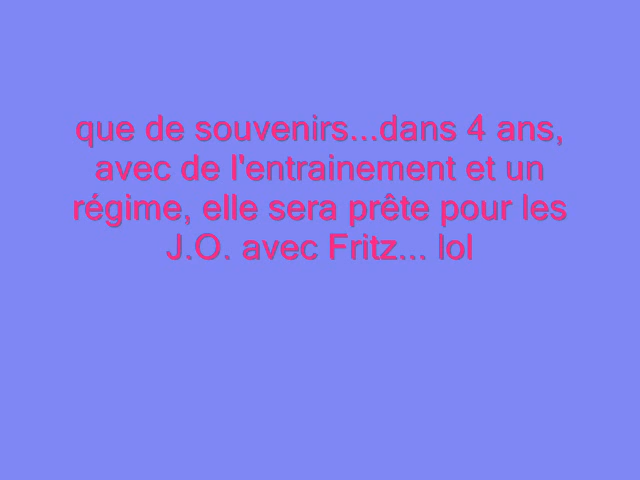 que de souvenirs...dans 4 ans,
avec de l'entrainement et un
régime, elle sera prête pour les
J.O. avec Fritz... lol